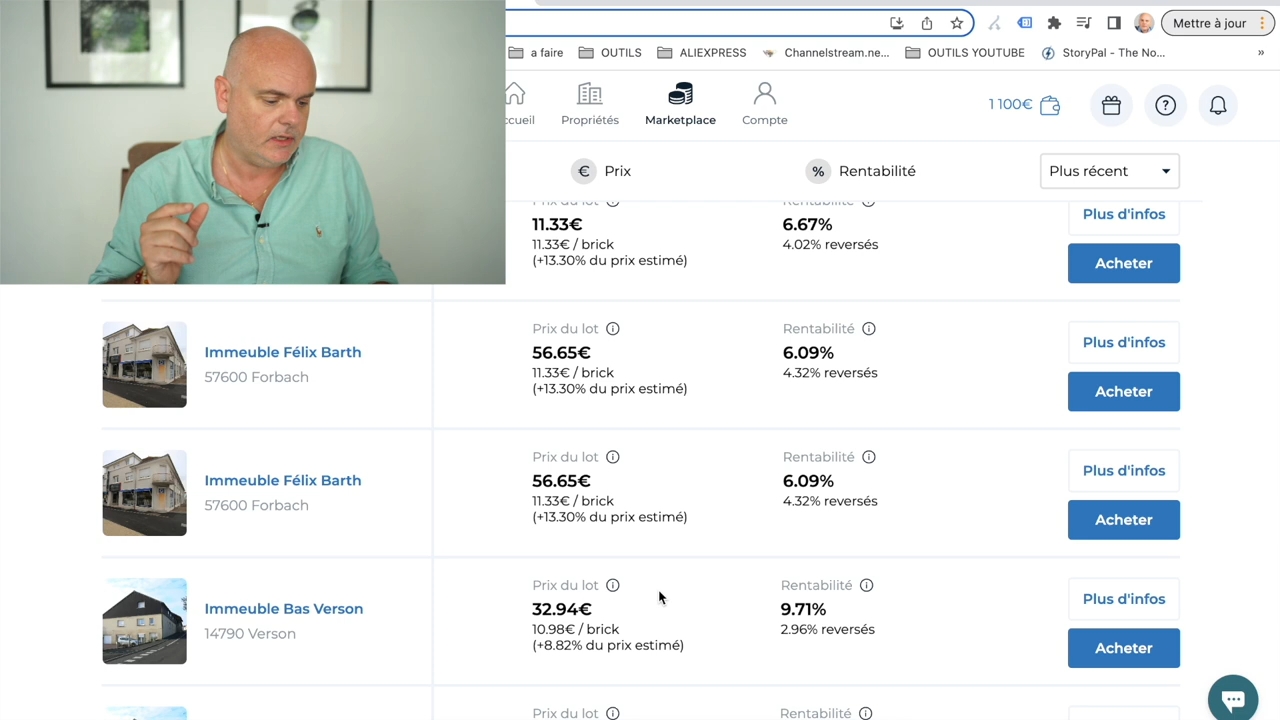 Mettre à jour
a faire
OUTILS
ALIEXPRESS
Channelstream.ne...
OUTILS YOUTUBE
StoryPal - The No...
»
ccueil
Propriétés
Marketplace
Compte
1 100€
€ Prix
% Rentabilité
Plus récent
Prix du lot
Rentabilité
11.33€
6.67%
11.33€ / brick
4.02% reversés
(+13.30% du prix estimé)
Plus d'infos
Acheter
Immeuble Félix Barth
57600 Forbach
Prix du lot
56.65€
11.33€ / brick
(+13.30% du prix estimé)
Rentabilité
6.09%
4.32% reversés
Plus d'infos
Acheter
Immeuble Félix Barth
57600 Forbach
Prix du lot
56.65€
11.33€ / brick
(+13.30% du prix estimé)
Rentabilité
6.09%
4.32% reversés
Plus d'infos
Acheter
Immeuble Bas Verson
14790 Verson
Prix du lot
32.94€
10.98€ / brick
(+8.82% du prix estimé)
Rentabilité
9.71%
2.96% reversés
Plus d'infos
Acheter
Prix du lot
Rentabilité